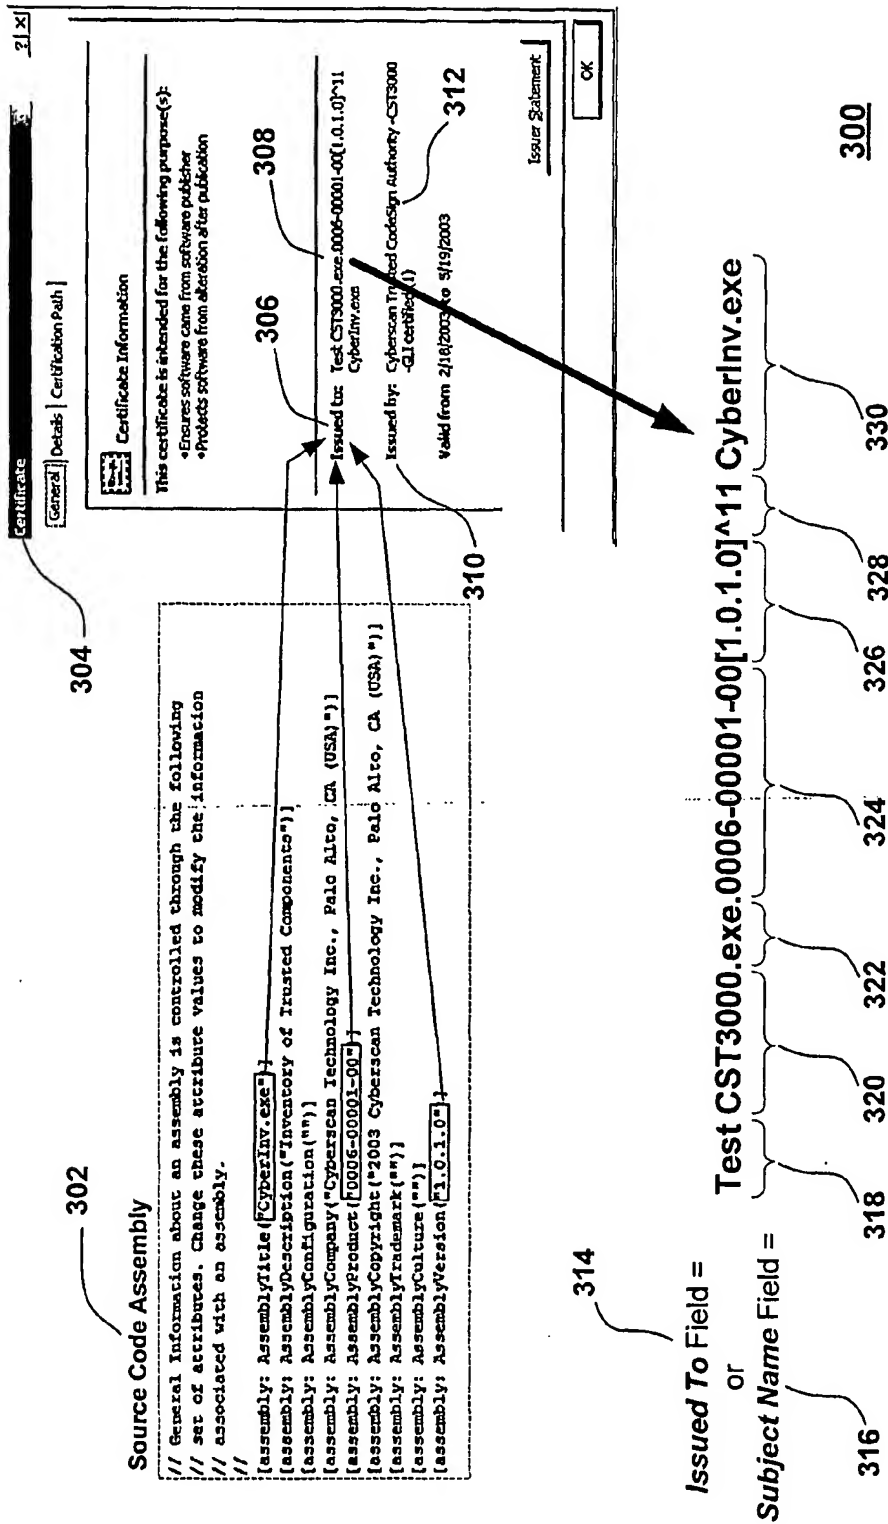 302
Source Code Assembly
// General Information about an assembly is controlled through the following
// set of attributes. Change these attribute values to modify the information
// associated with an assembly.
//
[assembly: AssemblyTitle("CyberInv.exe")]
[assembly: AssemblyDescription("Inventory of Trusted Components")]
[assembly: AssemblyConfiguration("")]
[assembly: AssemblyCompany("Cyberscan Technology Inc., Palo Alto, CA (USA)")]
[assembly: AssemblyProduct("0006-00001-00")]
[assembly: AssemblyCopyright("2003 Cyberscan Technology Inc., Palo Alto, CA (USA)")]
[assembly: AssemblyTrademark("")]
[assembly: AssemblyCulture("")]
[assembly: AssemblyVersion("1.0.1.0")]
304
Certificate ? X
General Details Certification Path
Certificate Information
This certificate is intended for the following purpose(s):
•Ensures software came from software publisher
•Protects software from alteration after publication
306
308
Issued to: Test CST3000.exe.0006-00001-00[1.0.1.0]^11
CyberInv.exe
Issued by: Cyberscan Trusted CodeSign Authority -CST3000
-GLI certified(1)
310
312
Valid from 2/18/2003 to 5/19/2003
Issuer Statement
OK
314
Issued To Field =
or
Subject Name Field =
316
Test CST3000.exe.0006-00001-00[1.0.1.0]^11 CyberInv.exe
318 320 322 324 326 328 330
300